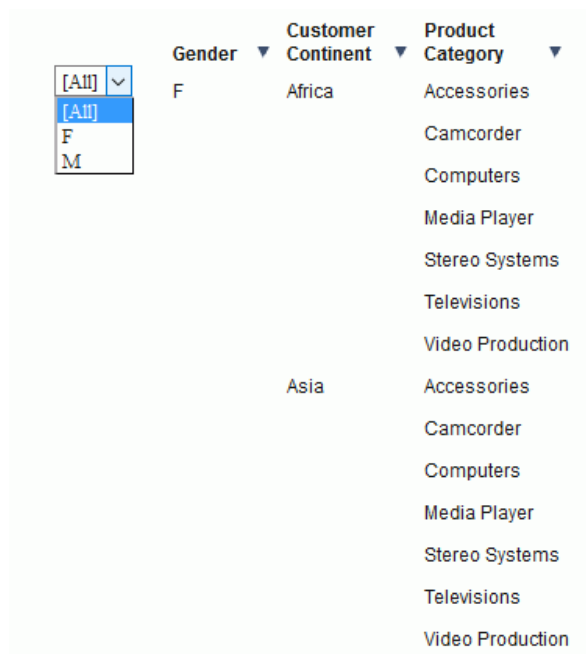 Gender ▼ Customer Continent ▼ Product Category ▼
[All]
[All]
F
M
F Africa Accessories
Camcorder
Computers
Media Player
Stereo Systems
Televisions
Video Production
Asia Accessories
Camcorder
Computers
Media Player
Stereo Systems
Televisions
Video Production